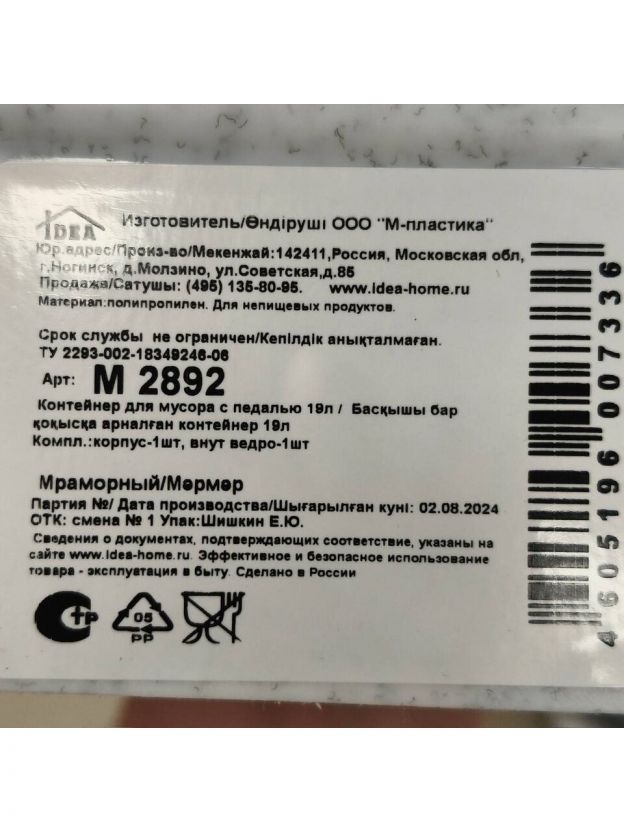 IDEA
Изготовитель/Өндіруші ООО "М-пластика"
Юр.адрес/Произ-во/Мекенжай:142411,Россия, Московская обл,
г.Ногинск, д.Молзино, ул.Советская,д.85
Продажа/Сатушы: (495) 135-80-95. www.idea-home.ru
Материал:полипропилен. Для непищевых продуктов.
Срок службы не ограничен/Кепілдік анықталмаған.
ТУ 2293-002-18349246-06
Арт: М 2892
Контейнер для мусора с педалью 19л / Басқышы бар
қоқысқа арналған контейнер 19л
Компл.:корпус-1шт, внут ведро-1шт
Мраморный/Мәрмәр
Партия №/ Дата производства/Шығарылған күні: 02.08.2024
ОТК: смена № 1 Упак:Шишкин Е.Ю.
Сведения о документах, подтверждающих соответствие, указаны на
сайте www.idea-home.ru. Эффективное и безопасное использование
товара - эксплуатация в быту. Сделано в России
05
PP
4605196007336